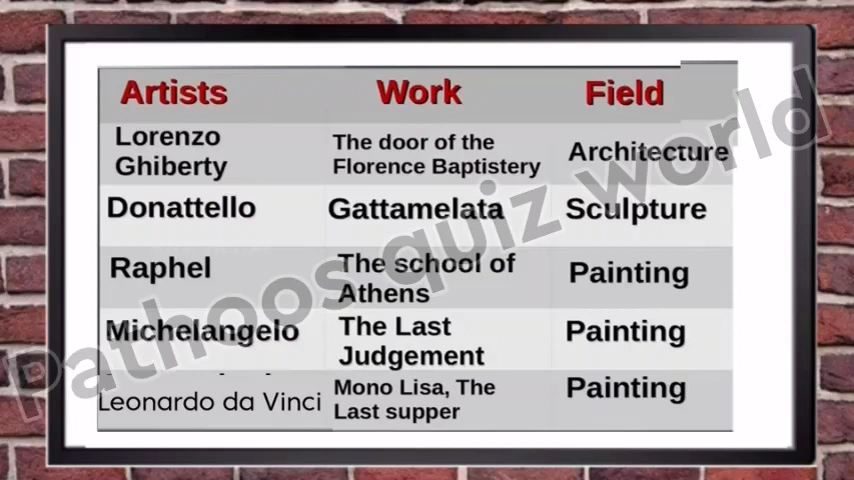 Artists Work Field
Lorenzo
Ghiberty
The door of the
Florence Baptistery
Architecture
Donattello Gattamelata Sculpture
Raphel
The school of
Athens
Painting
Michelangelo
The Last
Judgement
Painting
Leonardo da Vinci
Mono Lisa, The
Last supper
Painting
Pathoos quiz world